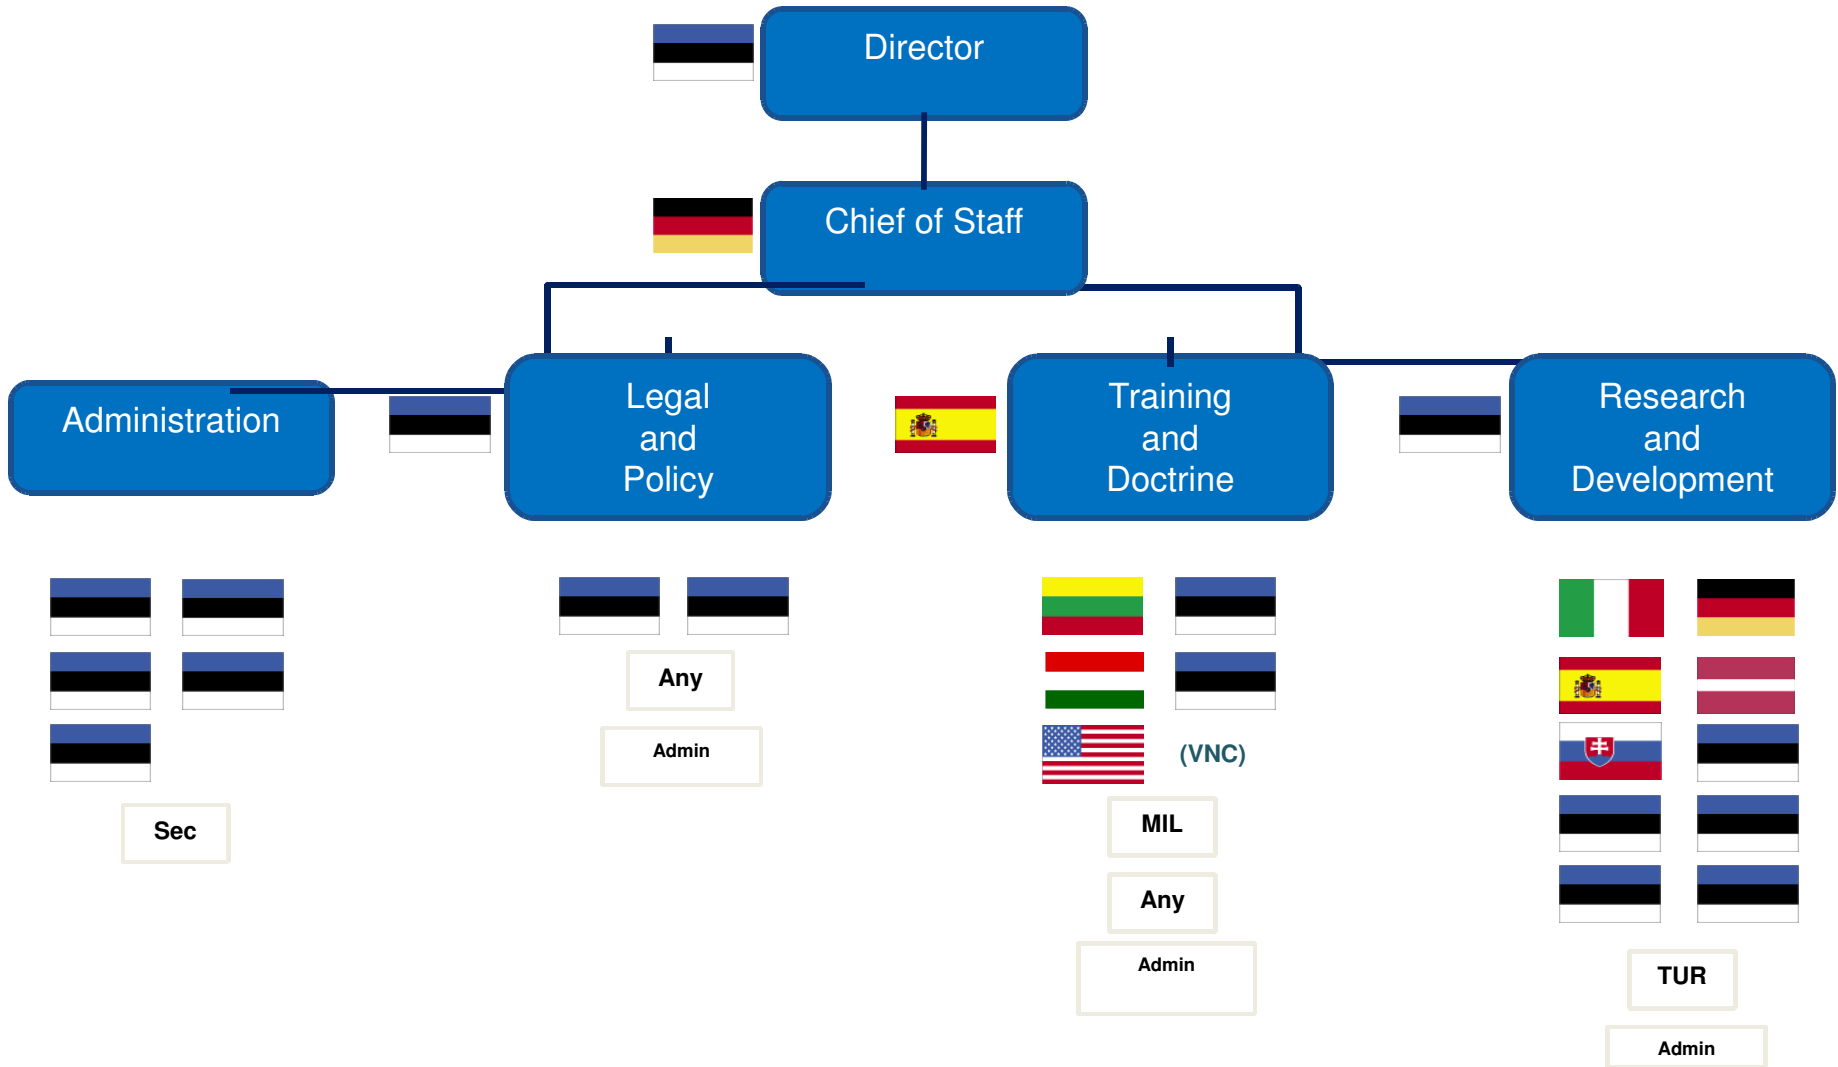 Director
Chief of Staff
Administration
Legal
and
Policy
Training
and
Doctrine
Research
and
Development
Sec
Any
Admin
(VNC)
MIL
Any
Admin
TUR
Admin